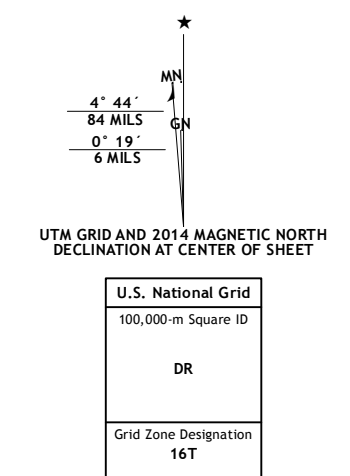 ★
MN
4° 44´
84 MILS
GN
0° 19´
6 MILS
UTM GRID AND 2014 MAGNETIC NORTH
DECLINATION AT CENTER OF SHEET
U.S. National Grid
100,000-m Square ID
DR
Grid Zone Designation
16T